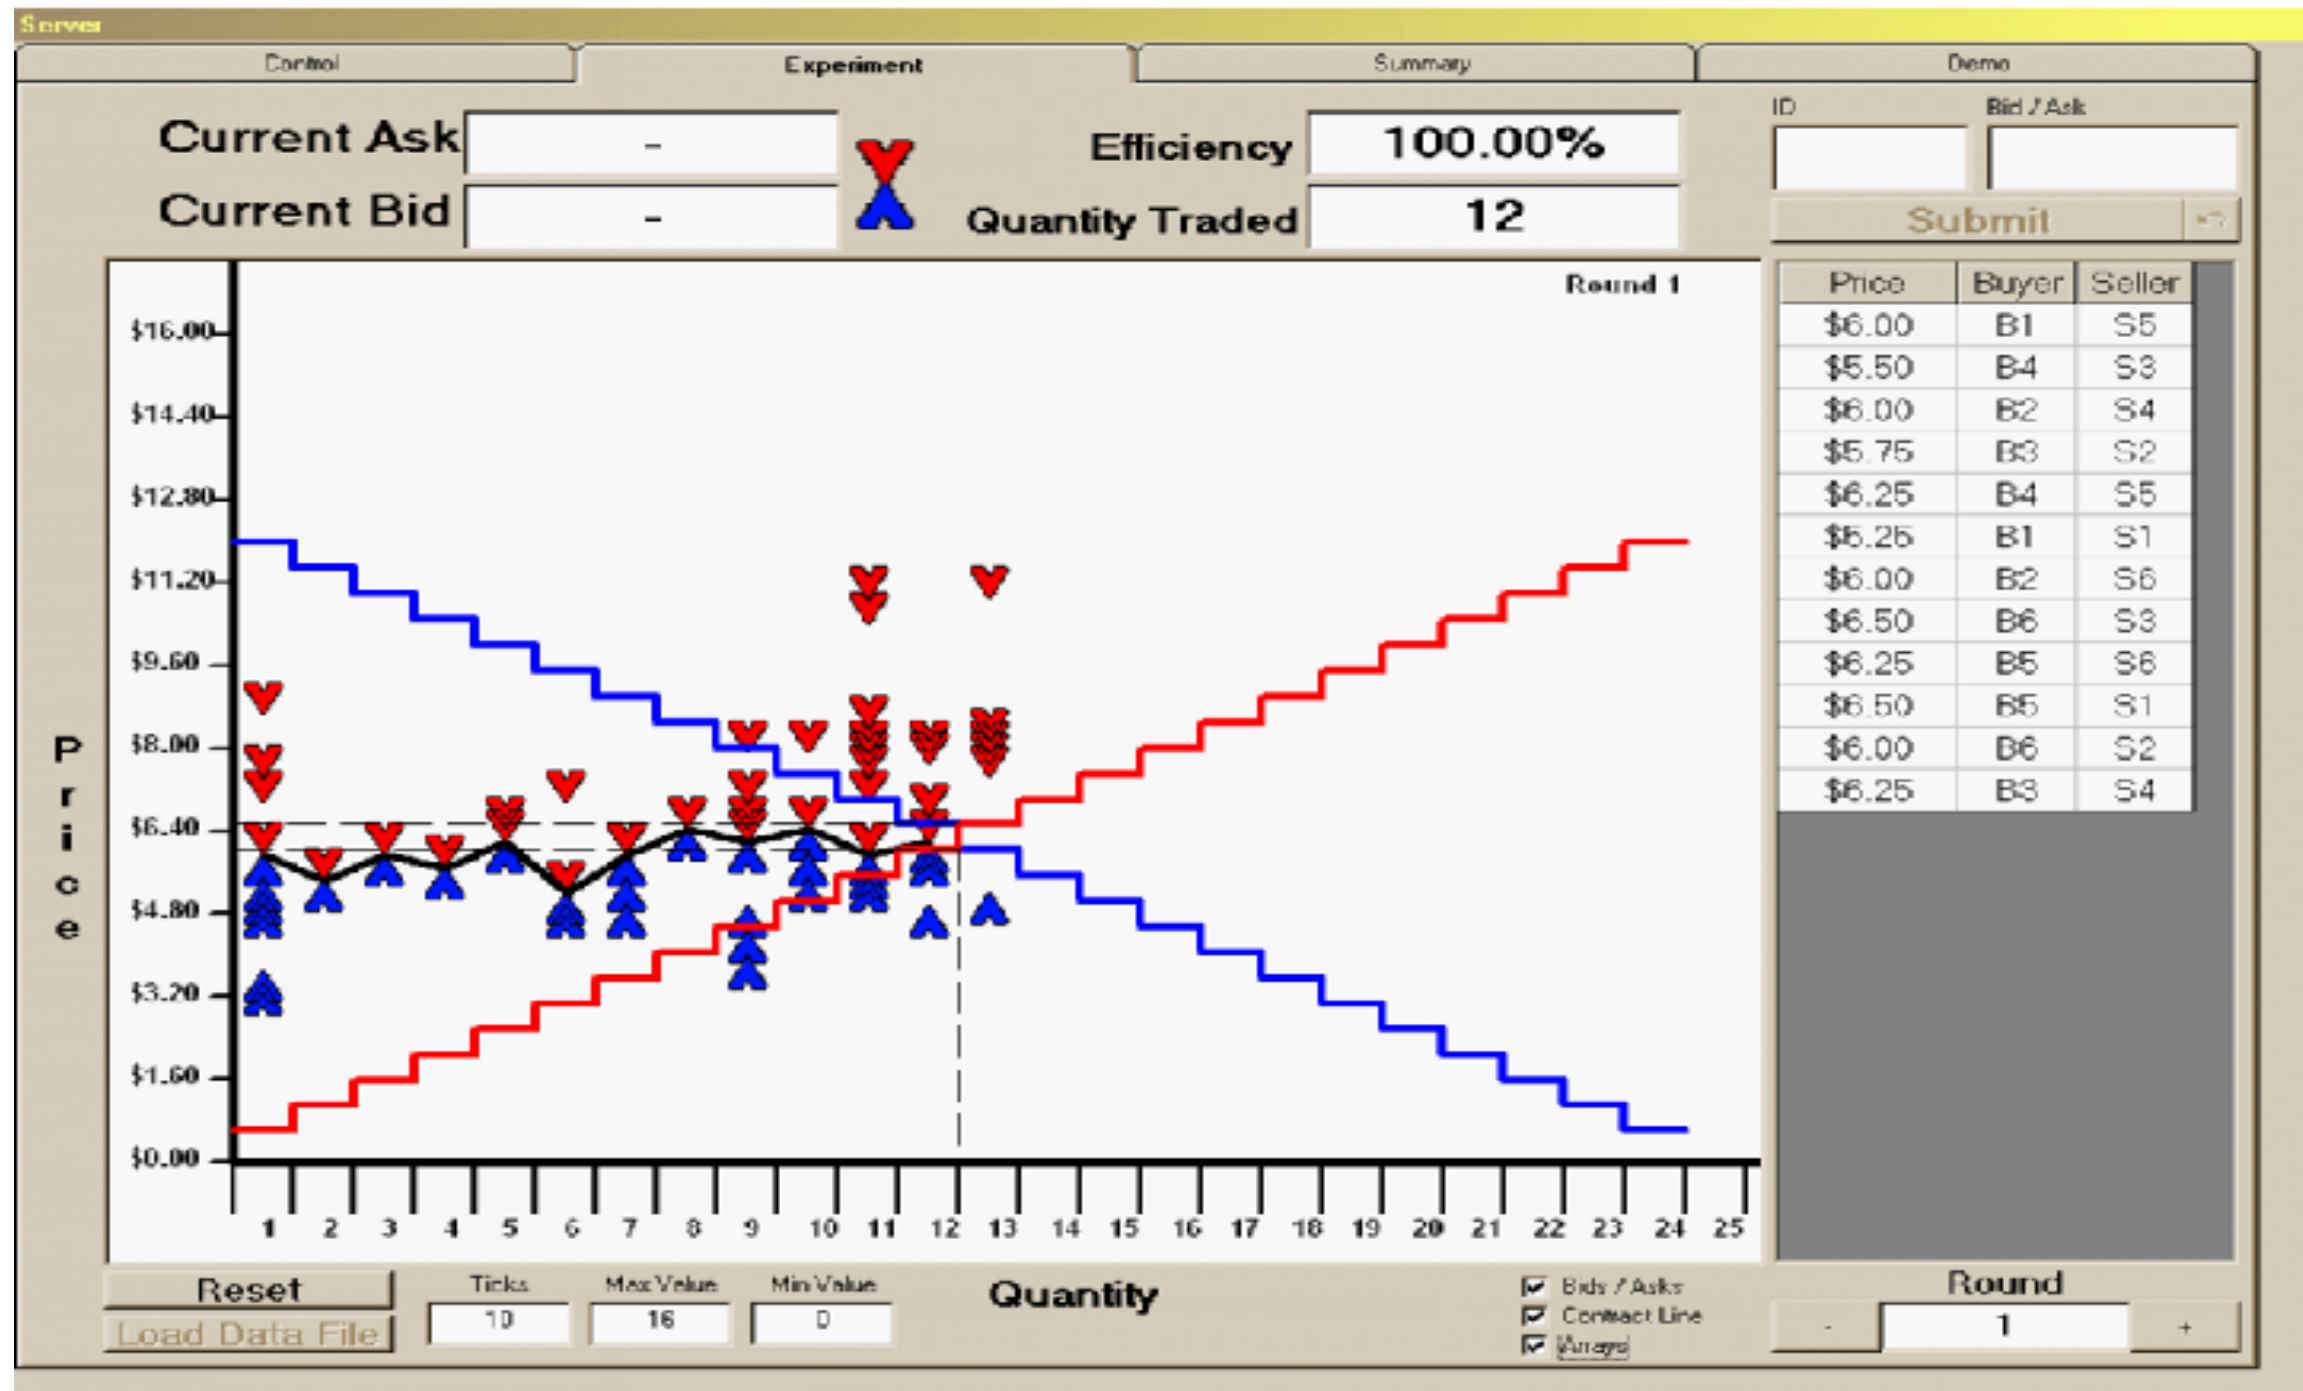 Server
Control Experiment Summary Demo
Current Ask - Efficiency 100.00% ID Bid / Ask
Current Bid - Quantity Traded 12 Submit
Round 1
$16.00
$14.40
$12.80
$11.20
$9.60
$8.00
$6.40
$4.80
$3.20
$1.60
$0.00
Price
1 2 3 4 5 6 7 8 9 10 11 12 13 14 15 16 17 18 19 20 21 22 23 24 25
Quantity
Price Buyer Seller
$6.00 B1 S5
$5.50 B4 S3
$6.00 B2 S4
$5.75 B3 S2
$6.25 B4 S5
$5.25 B1 S1
$6.00 B2 S6
$6.50 B6 S3
$6.25 B5 S6
$6.50 B5 S1
$6.00 B6 S2
$6.25 B3 S4
Reset Ticks Max Value Min Value
Load Data File 10 16 0
Bids / Asks
Contract Line
Arrays
Round
- 1 +